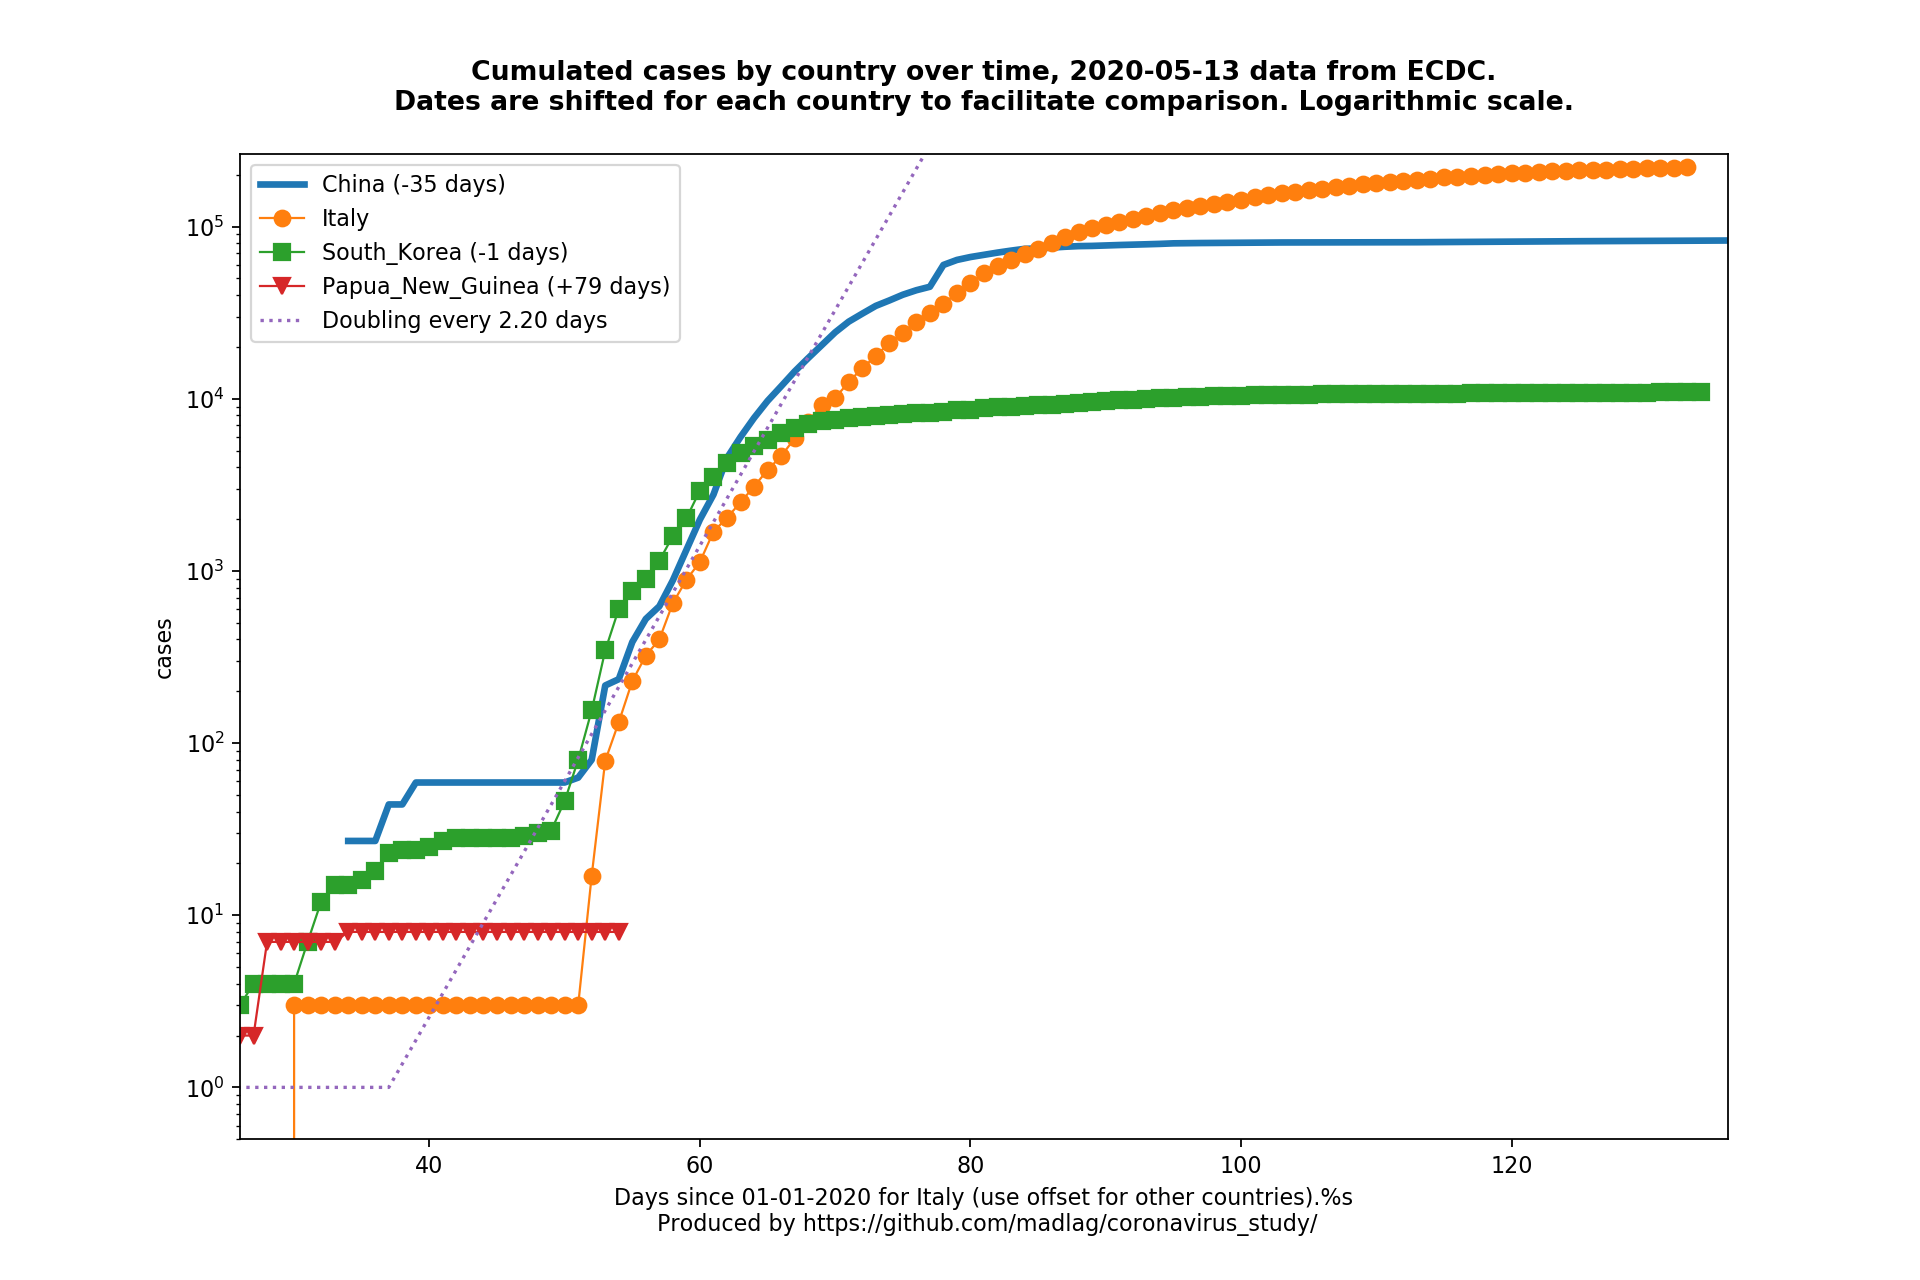 Cumulated cases by country over time, 2020-05-13 data from ECDC.
Dates are shifted for each country to facilitate comparison. Logarithmic scale.
China (-35 days)
Italy
South_Korea (-1 days)
Papua_New_Guinea (+79 days)
Doubling every 2.20 days
10^5
10^4
10^3
10^2
10^1
10^0
cases
40 60 80 100 120
Days since 01-01-2020 for Italy (use offset for other countries).%s
Produced by https://github.com/madlag/coronavirus_study/